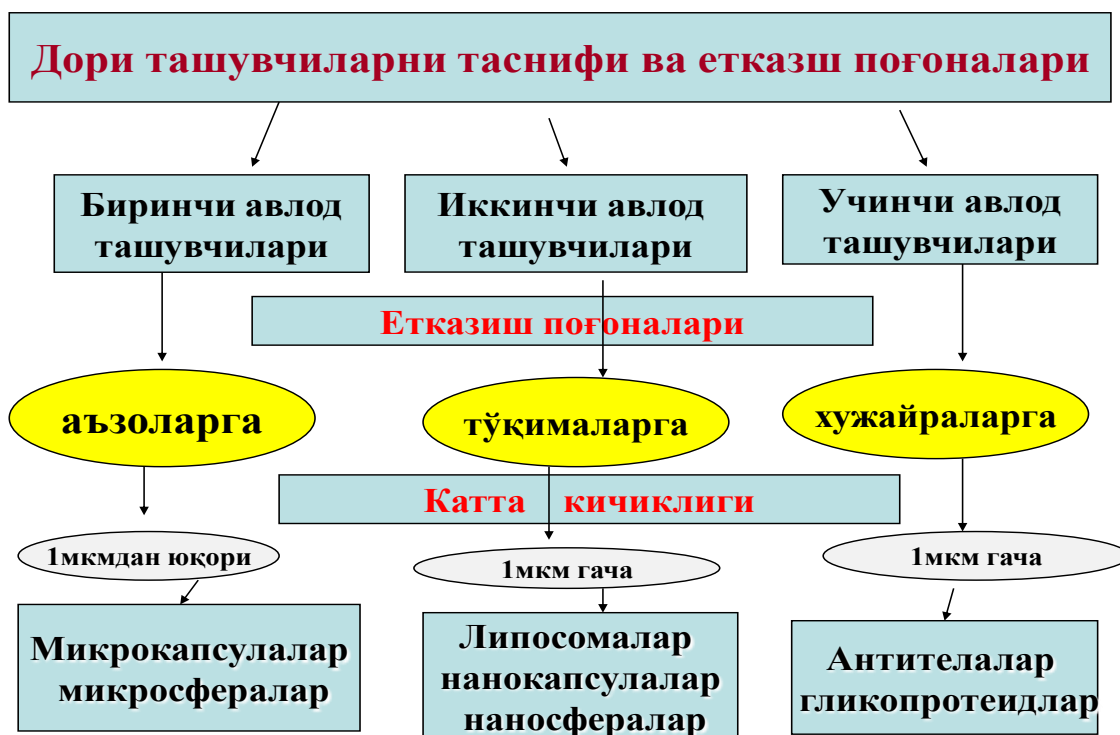 Дори ташувчиларни таснифи ва етказш поғоналари
Биринчи авлод
ташувчилари
Иккинчи авлод
ташувчилари
Учинчи авлод
ташувчилари
Етказиш поғоналари
аъзоларга
тўқималарга
хужайраларга
Катта кичиклиги
1мкмдан юқори
1мкм гача
1мкм гача
Микрокапсулалар
микросфералар
Липосомалар
нанокапсулалар
наносфералар
Антителалар
гликопротеидлар